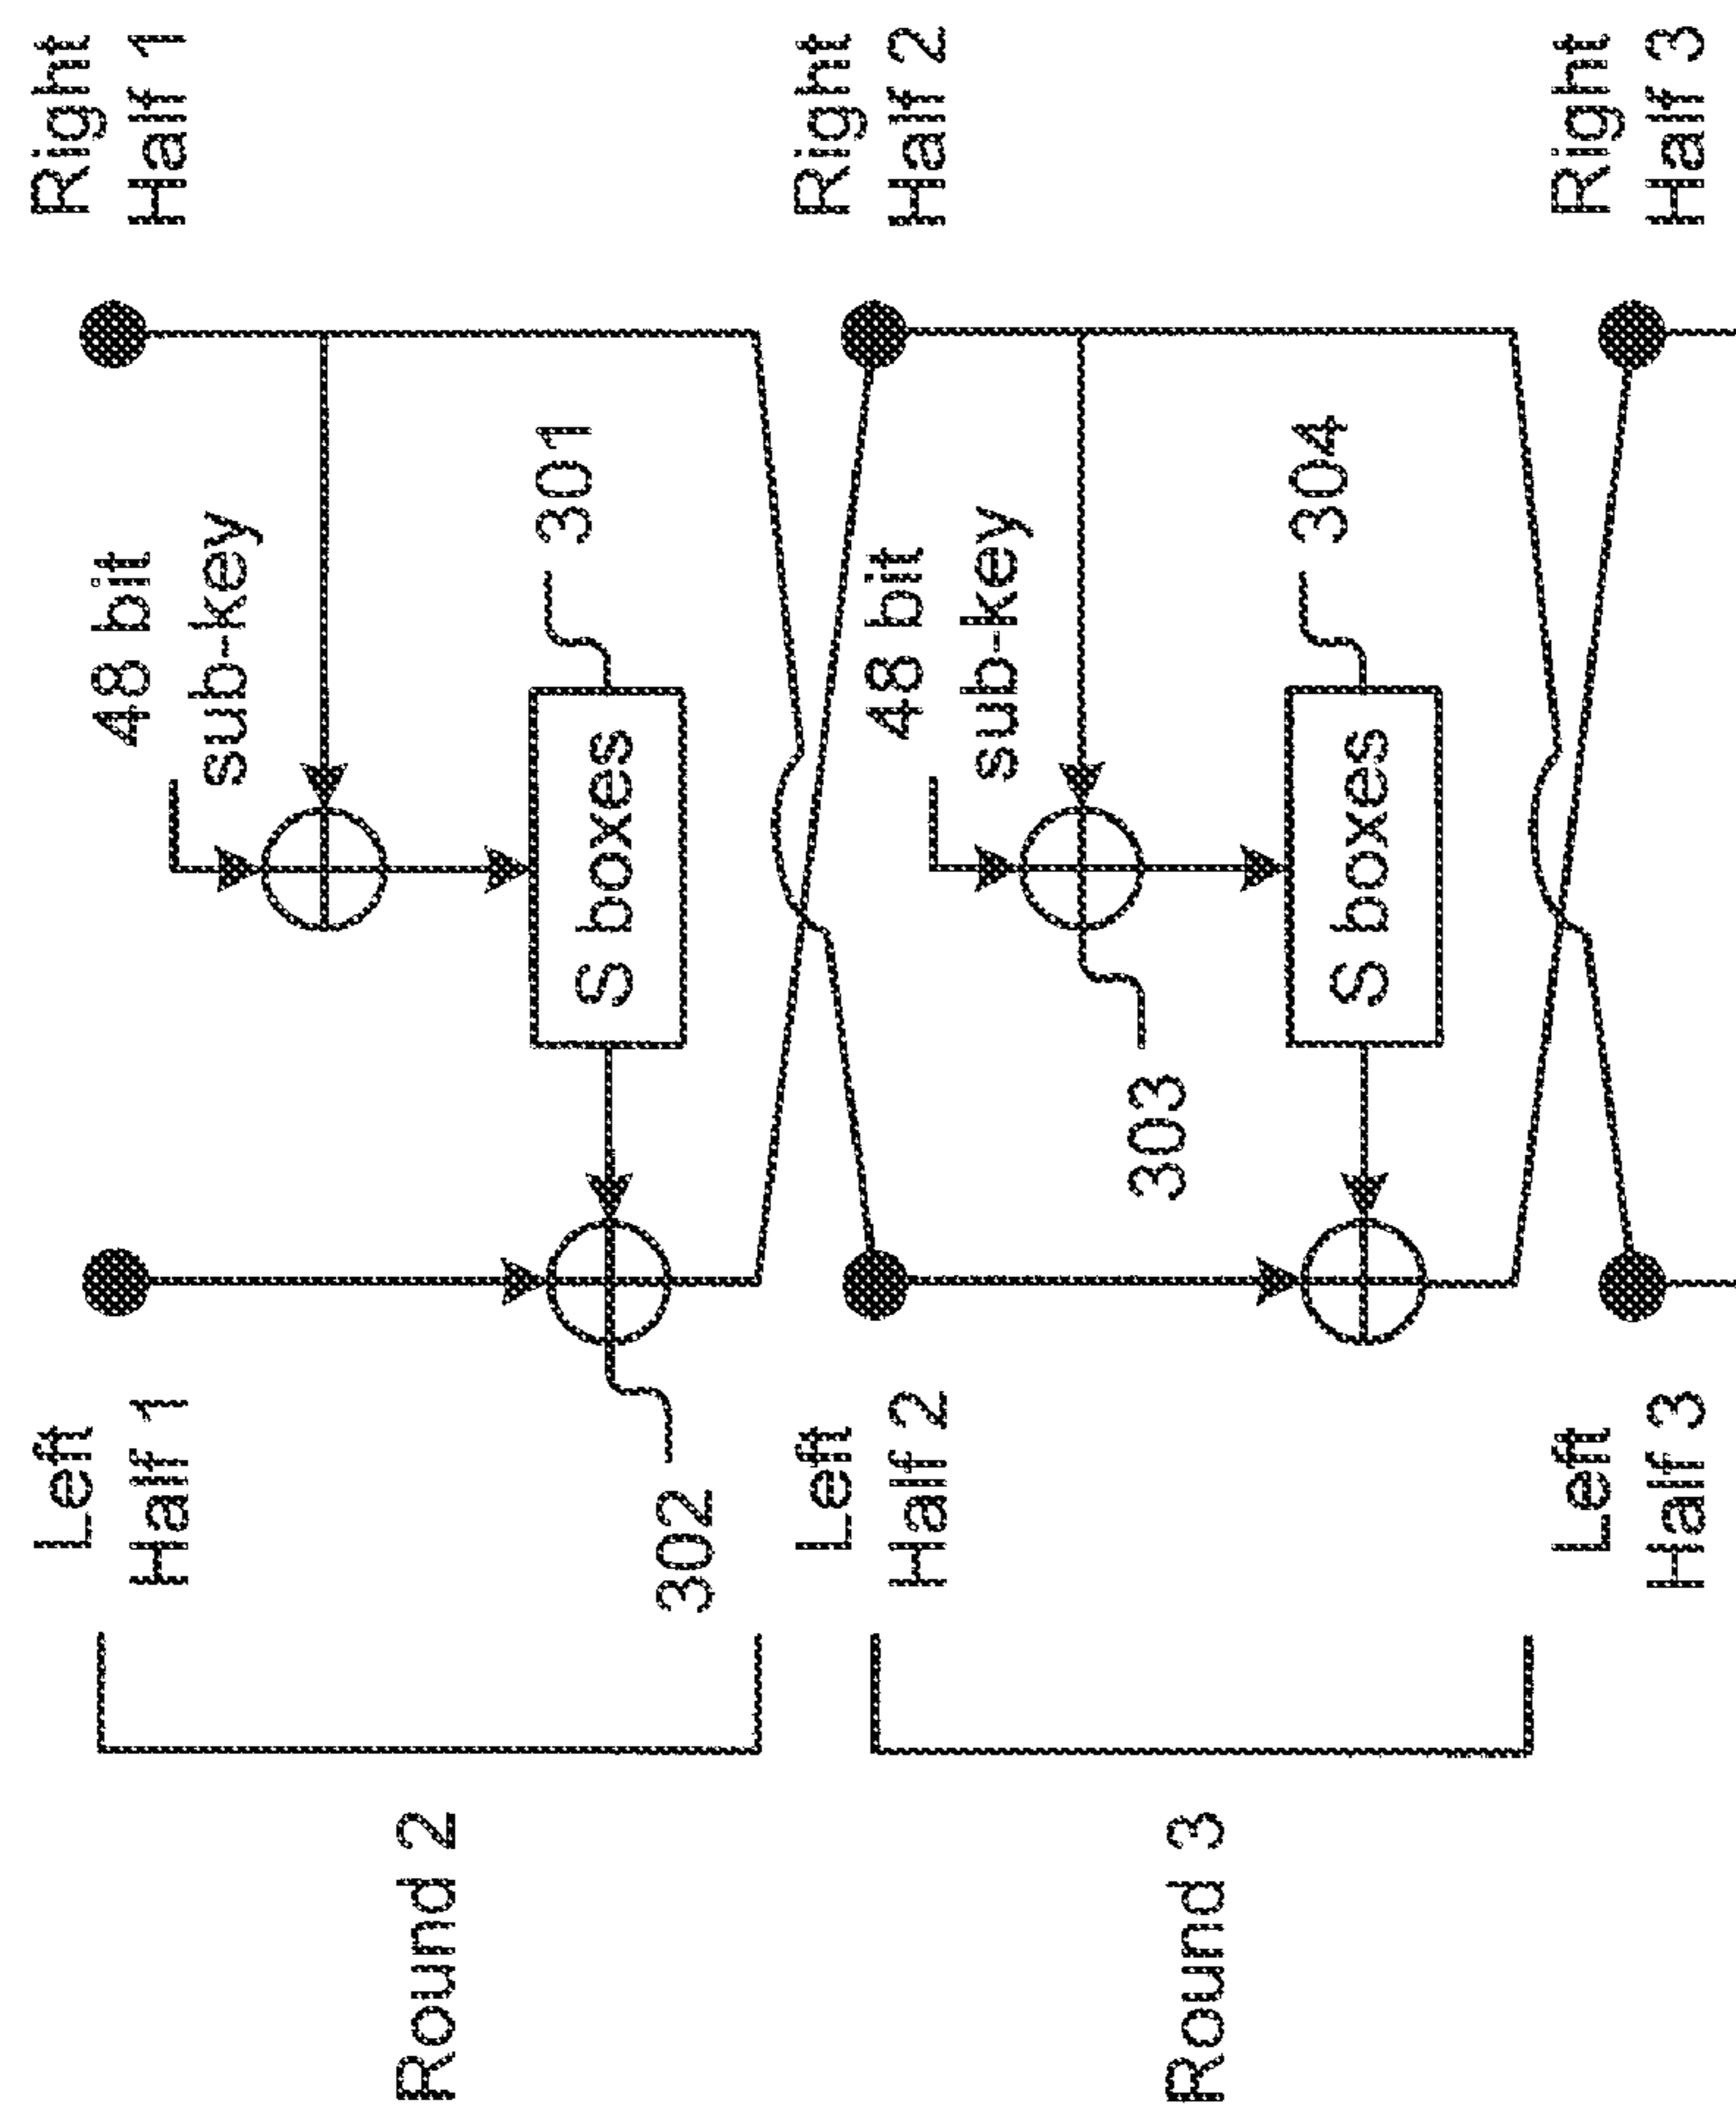 Left
Half 1
Right
Half 1
48 bit
sub-key
301
S boxes
302
Round 2
Left
Half 2
Right
Half 2
48 bit
sub-key
303
304
S boxes
Round 3
Left
Half 3
Right
Half 3